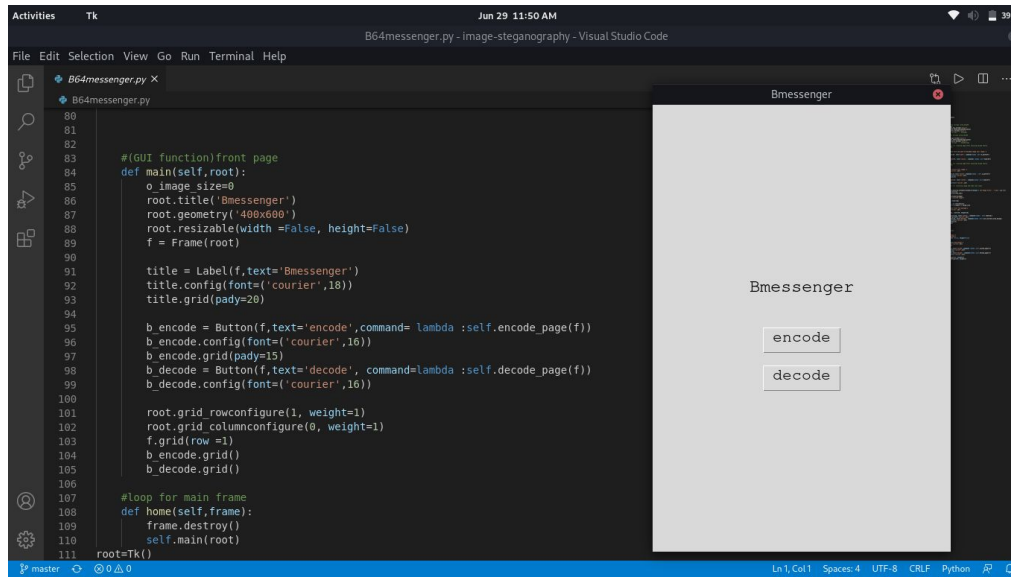 Activities Tk Jun 29 11:50 AM 39
B64messenger.py - image-steganography - Visual Studio Code
File Edit Selection View Go Run Terminal Help
B64messenger.py ×
B64messenger.py
80
81
82
83 #(GUI function)front page
84 def main(self,root):
85 o_image_size=0
86 root.title('Bmessenger')
87 root.geometry('400x600')
88 root.resizable(width =False, height=False)
89 f = Frame(root)
90
91 title = Label(f,text='Bmessenger')
92 title.config(font=('courier',18))
93 title.grid(pady=20)
94
95 b_encode = Button(f,text='encode',command= lambda :self.encode_page(f))
96 b_encode.config(font=('courier',16))
97 b_encode.grid(pady=15)
98 b_decode = Button(f,text='decode', command=lambda :self.decode_page(f))
99 b_decode.config(font=('courier',16))
100
101 root.grid_rowconfigure(1, weight=1)
102 root.grid_columnconfigure(0, weight=1)
103 f.grid(row =1)
104 b_encode.grid()
105 b_decode.grid()
106
107 #loop for main frame
108 def home(self,frame):
109 frame.destroy()
110 self.main(root)
111 root=Tk()
Bmessenger
Bmessenger
encode
decode
master 0 0 Ln 1, Col 1 Spaces: 4 UTF-8 CRLF Python